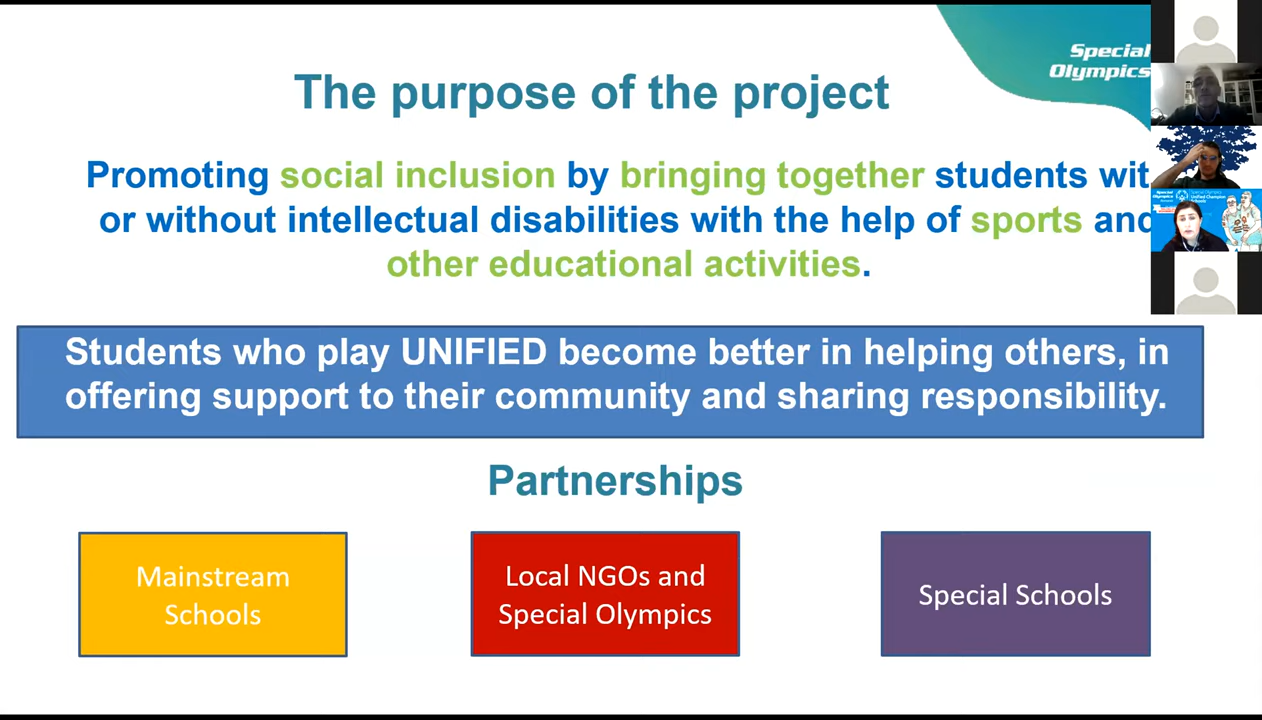 Special
Olympics
The purpose of the project
Promoting social inclusion by bringing together students wit
or without intellectual disabilities with the help of sports and
other educational activities.
Students who play UNIFIED become better in helping others, in
offering support to their community and sharing responsibility.
Partnerships
Mainstream
Schools
Local NGOs and
Special Olympics
Special Schools